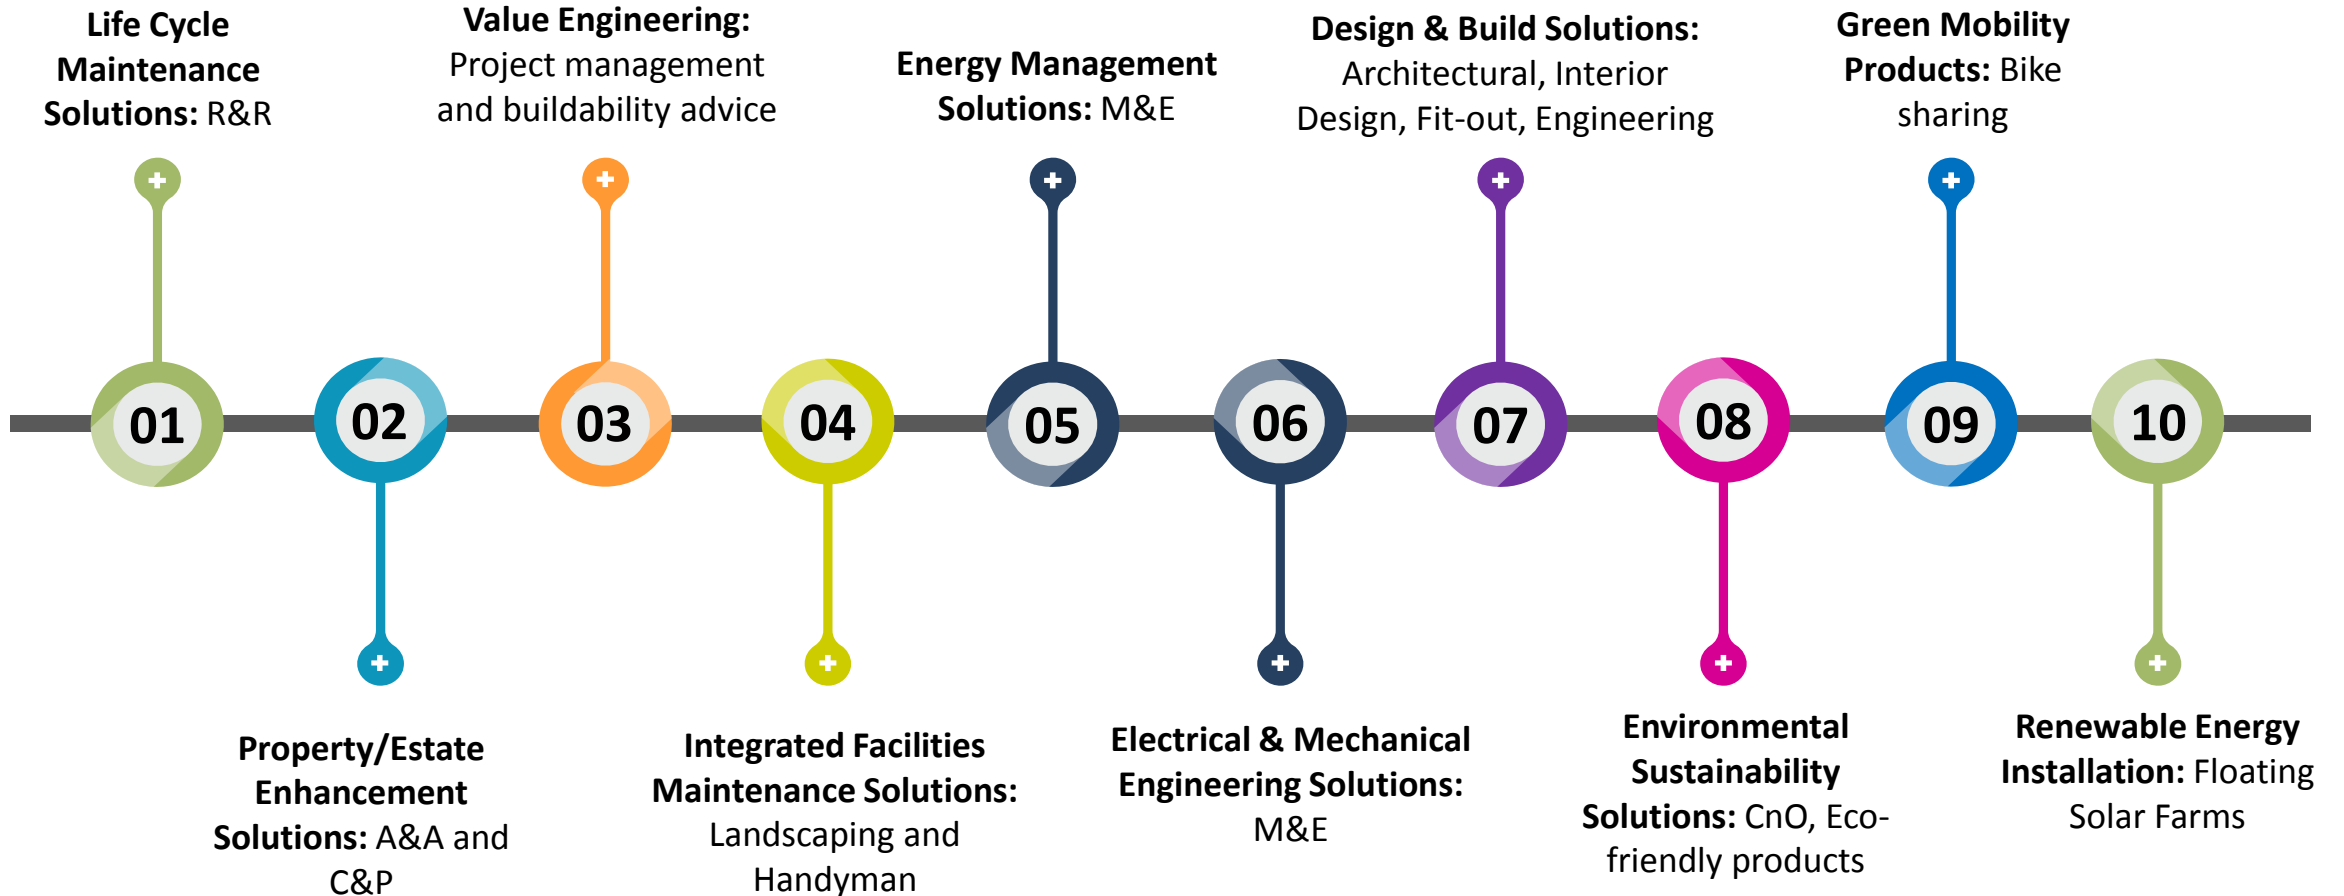 Life Cycle
Maintenance
Solutions: R&R
Value Engineering:
Project management
and buildability advice
Energy Management
Solutions: M&E
Design & Build Solutions:
Architectural, Interior
Design, Fit-out, Engineering
Green Mobility
Products: Bike
sharing
01
02
03
04
05
06
07
08
09
10
Property/Estate
Enhancement
Solutions: A&A and
C&P
Integrated Facilities
Maintenance Solutions:
Landscaping and
Handyman
Electrical & Mechanical
Engineering Solutions:
M&E
Environmental
Sustainability
Solutions: CnO, Eco-
friendly products
Renewable Energy
Installation: Floating
Solar Farms